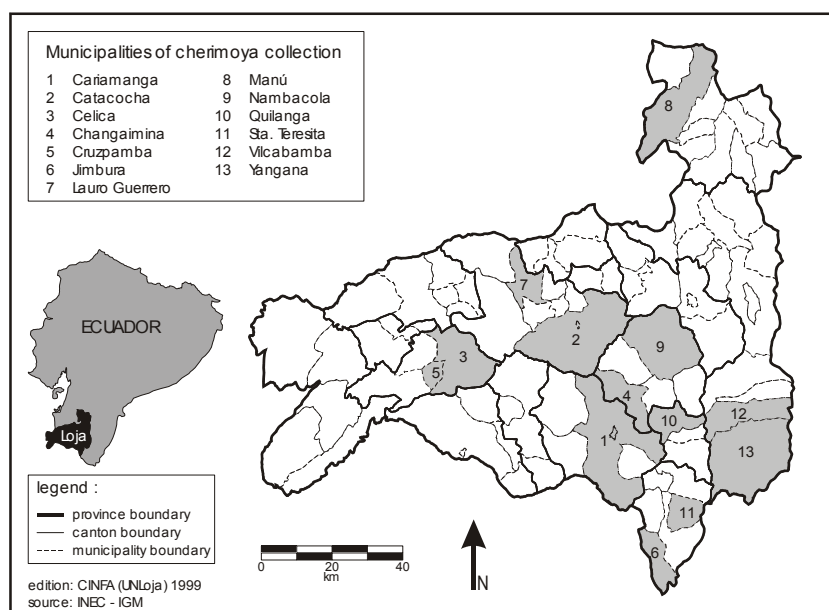 Municipalities of cherimoya collection
1 Cariamanga
2 Catacocha
3 Celica
4 Changaimina
5 Cruzpamba
6 Jimbura
7 Lauro Guerrero
8 Manú
9 Nambacola
10 Quilanga
11 Sta. Teresita
12 Vilcabamba
13 Yangana
8
7
2
9
3
5
4
10
12
1
13
11
6
ECUADOR
Loja
legend :
province boundary
canton boundary
municipality boundary
0 20 40
km
N
edition: CINFA (UNLoja) 1999
source: INEC - IGM